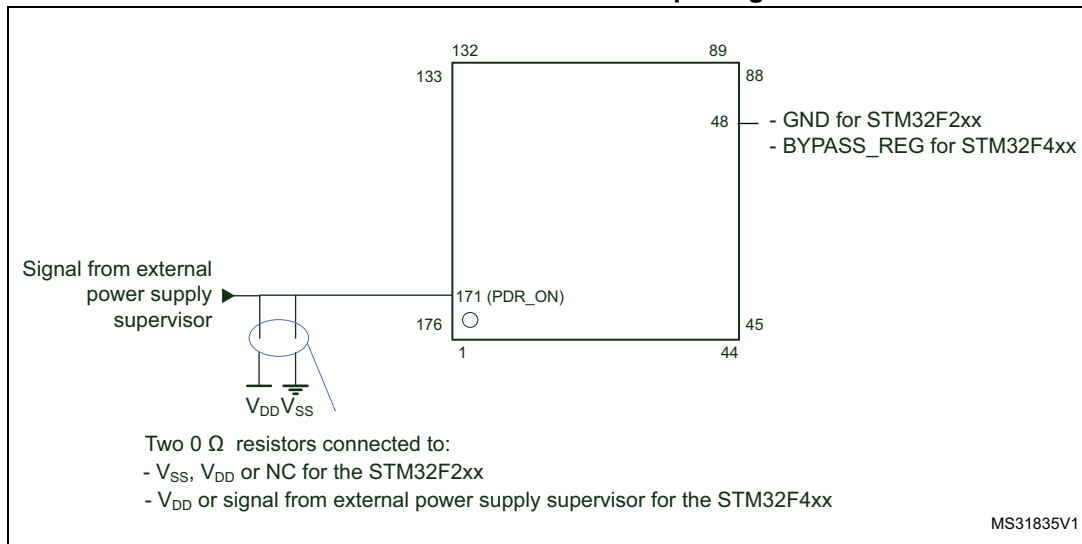 132
89
133
88
48
- GND for STM32F2xx
- BYPASS_REG for STM32F4xx
Signal from external
power supply
supervisor
171 (PDR_ON)
176
45
1
44
VDD VSS
Two 0 Ω resistors connected to:
- VSS, VDD or NC for the STM32F2xx
- VDD or signal from external power supply supervisor for the STM32F4xx
MS31835V1